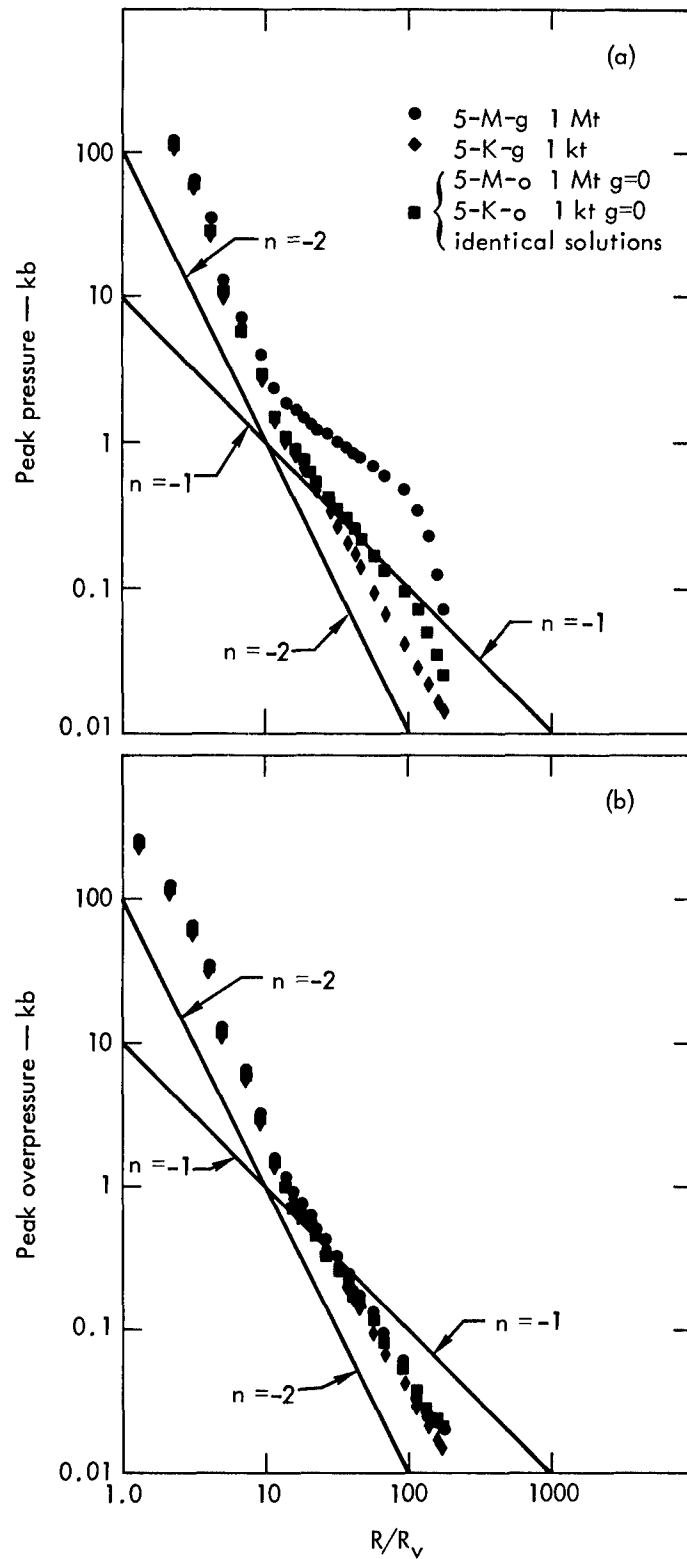 (a)
5-M-g 1 Mt
5-K-g 1 kt
5-M-o 1 Mt g=0
5-K-o 1 kt g=0
identical solutions
100
10
1
0.1
0.01
Peak pressure — kb
n = -2
n = -1
n = -2
n = -1
(b)
100
10
1
0.1
0.01
Peak overpressure — kb
n = -2
n = -1
n = -1
n = -2
1.0
10
100
1000
R/Rv